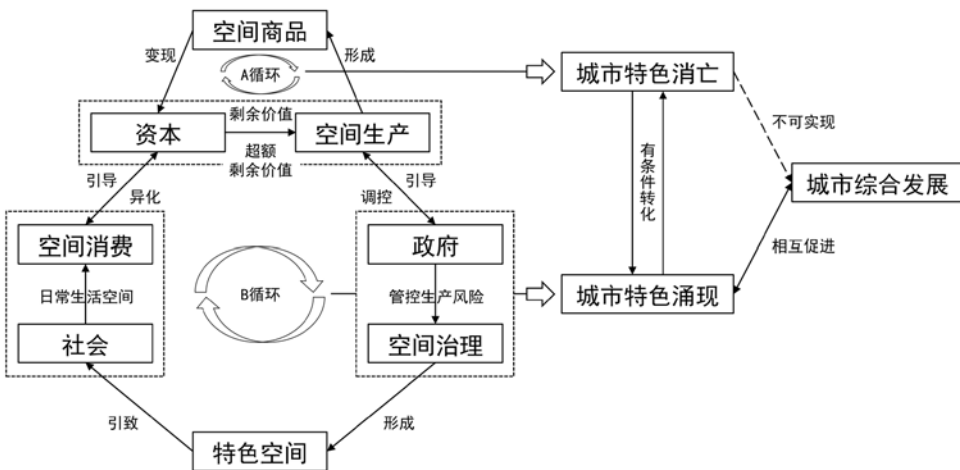 空间商品
变现
形成
A循环
城市特色消亡
剩余价值
资本
空间生产
超额
剩余价值
不可实现
引导
异化
引导
调控
有条件转化
城市综合发展
空间消费
政府
相互促进
日常生活空间
B循环
管控生产风险
城市特色涌现
社会
空间治理
引致
形成
特色空间